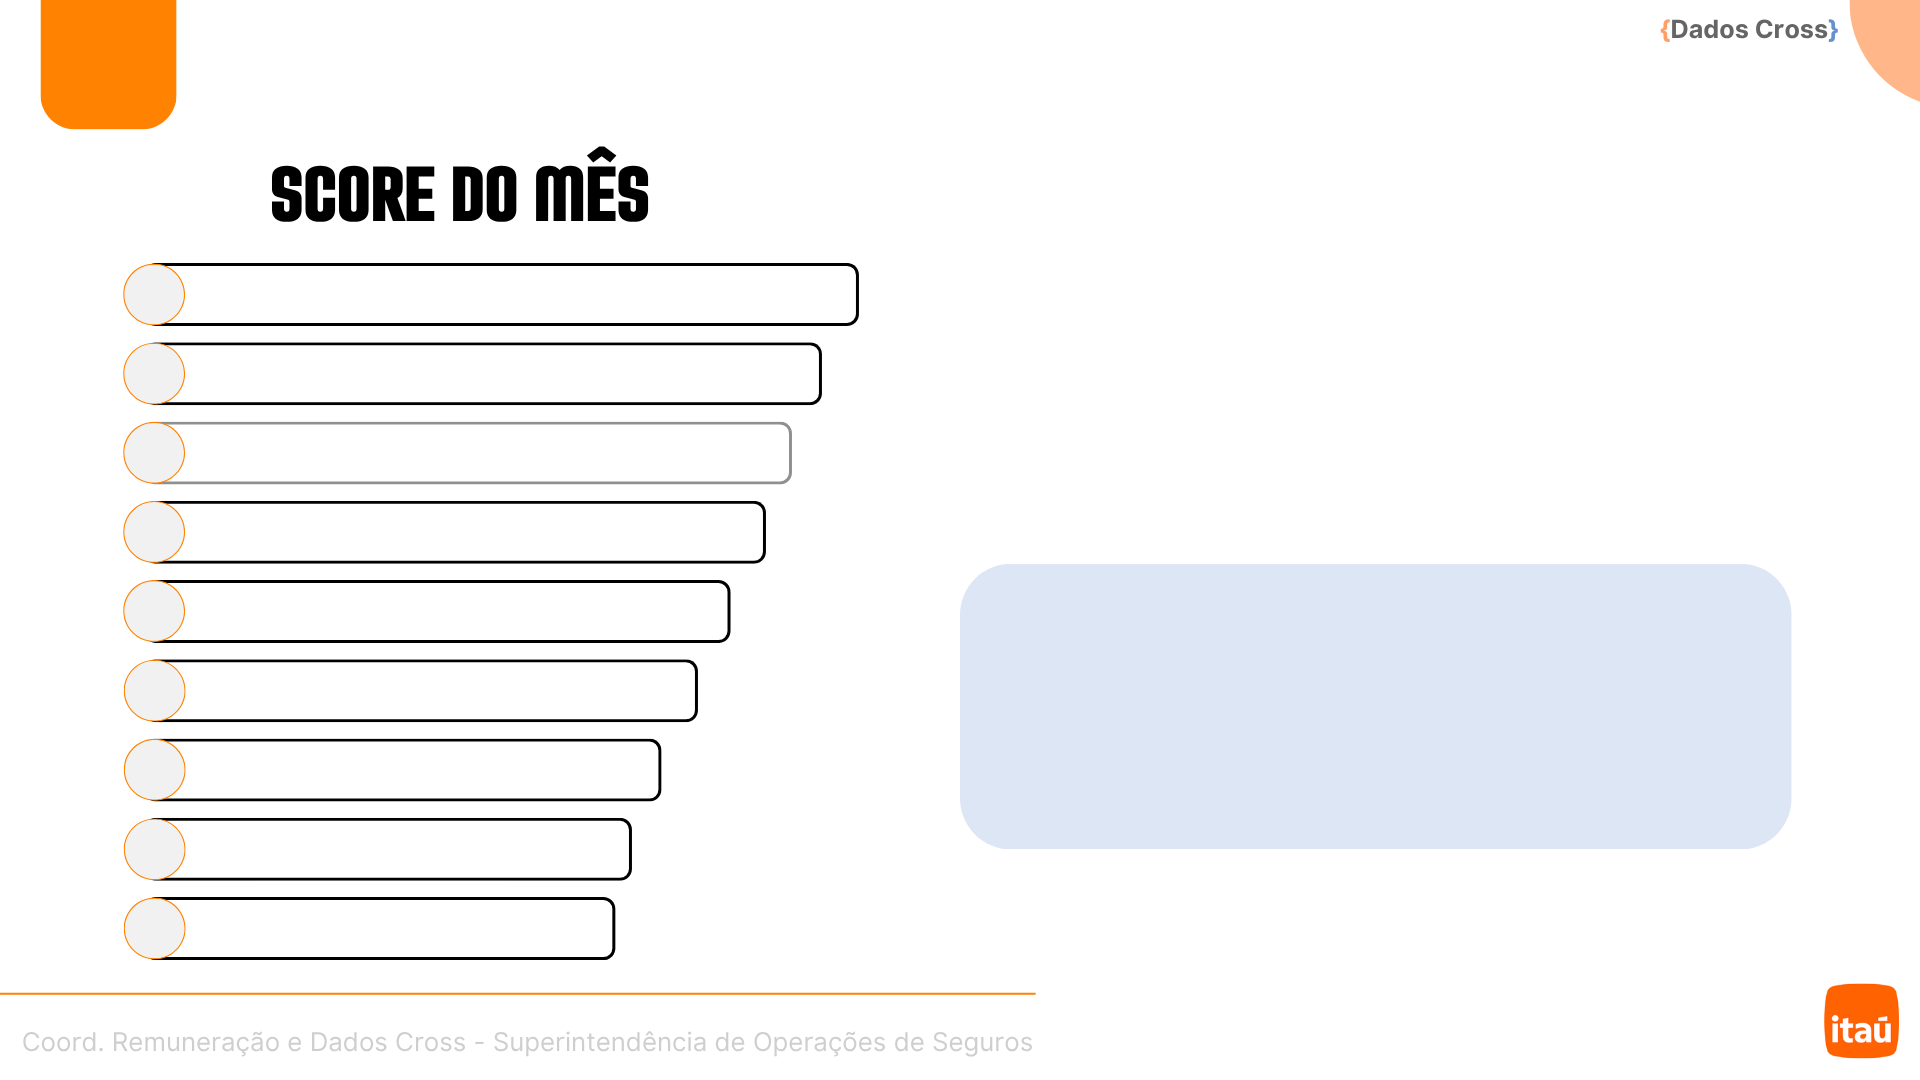 {Dados Cross}
SCORE DO MÊS
Coord. Remuneração e Dados Cross - Superintendência de Operações de Seguros
itaú